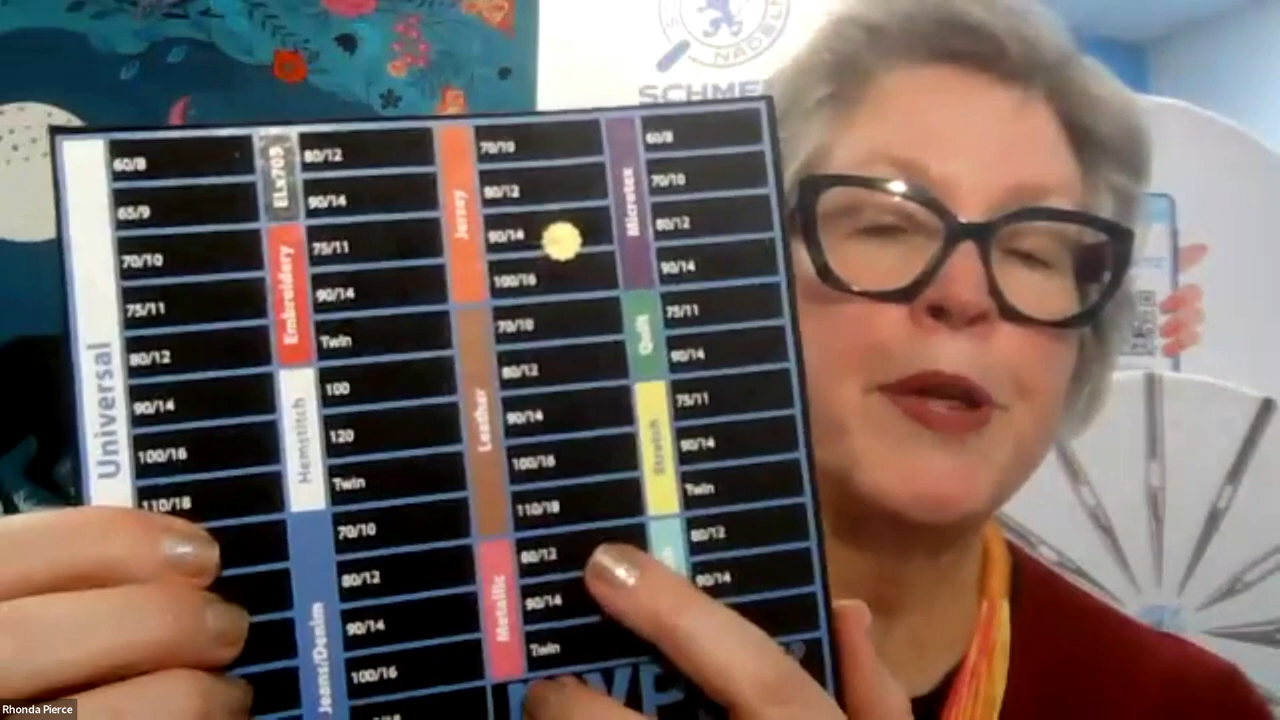 NADEL
SCHME
Universal
60/8
65/9
70/10
75/11
80/12
90/14
100/16
110/18
ELx705
80/12
90/14
Embroidery
75/11
90/14
Twin
Hemstitch
100
120
Twin
Jeans/Denim
70/10
80/12
90/14
100/16
Jersey
70/10
80/12
90/14
100/16
Leather
70/10
80/12
90/14
100/16
110/18
Metallic
80/12
90/14
Twin
Microtex
60/8
70/10
80/12
90/14
Quilt
75/11
90/14
Stretch
75/11
90/14
Twin
80/12
90/14
Rhonda Pierce